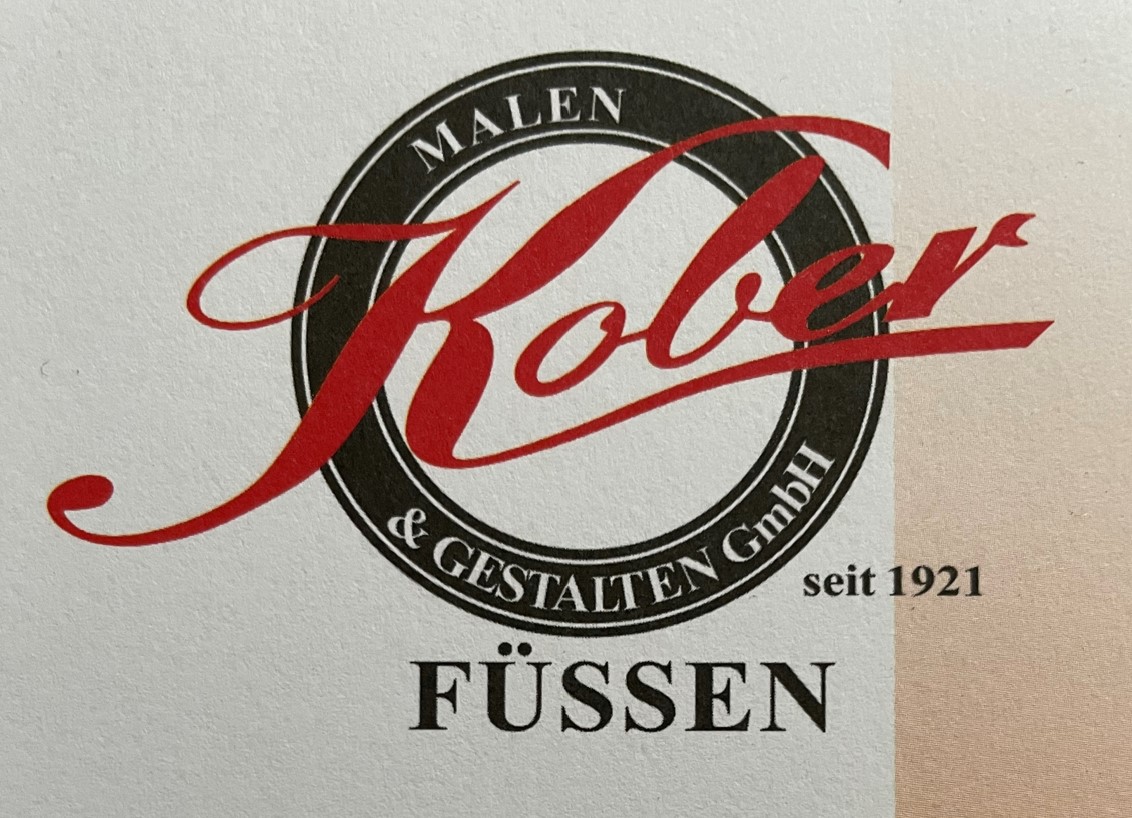 MALEN
Kober
& GESTALTEN GmbH
seit 1921
FÜSSEN